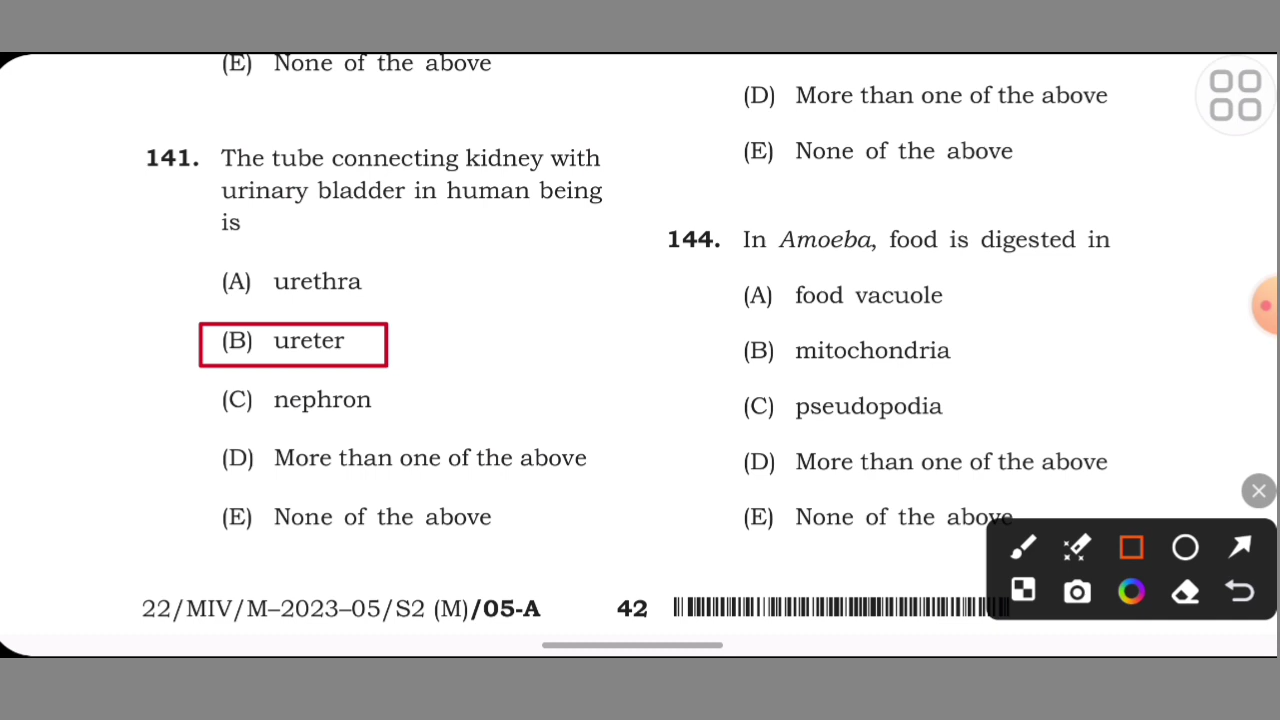 (E) None of the above
141. The tube connecting kidney with
urinary bladder in human being
is
(A) urethra
(B) ureter
(C) nephron
(D) More than one of the above
(E) None of the above
(D) More than one of the above
(E) None of the above
144. In Amoeba, food is digested in
(A) food vacuole
(B) mitochondria
(C) pseudopodia
(D) More than one of the above
(E) None of the above
22/MIV/M–2023–05/S2 (M)/05-A 42